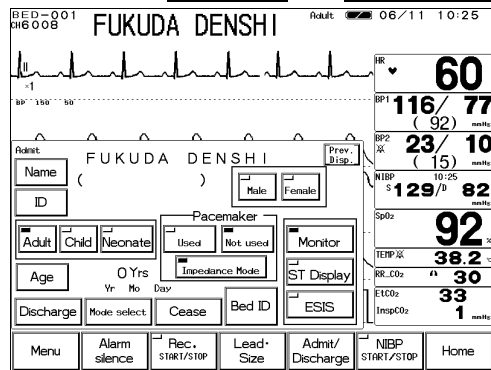 BED-001
CH6008
FUKUDA DENSHI
Adult
06/11 10:25
II
×1
BP 150 50
HR
60
BP1
116/ 77
( 92) mmHg
BP2
23/ 10
( 15) mmHg
NIBP 10:25
S 129/D 82
mmHg
SpO2
92
TEMP
38.2
RR_CO2
30
EtCO2
33
InspCO2
1 mmHg
Admit
FUKUDA DENSHI
( )
Prev.
Disp.
Name
ID
Male
Female
Adult
Child
Neonate
Pacemaker
Used
Not used
Impedance Mode
Monitor
ST Display
ESIS
Age
0Yrs
Yr Mo Day
Discharge
Mode select
Cease
Bed ID
Menu
Alarm
silence
Rec.
START/STOP
Lead·
Size
Admit/
Discharge
NIBP
START/STOP
Home